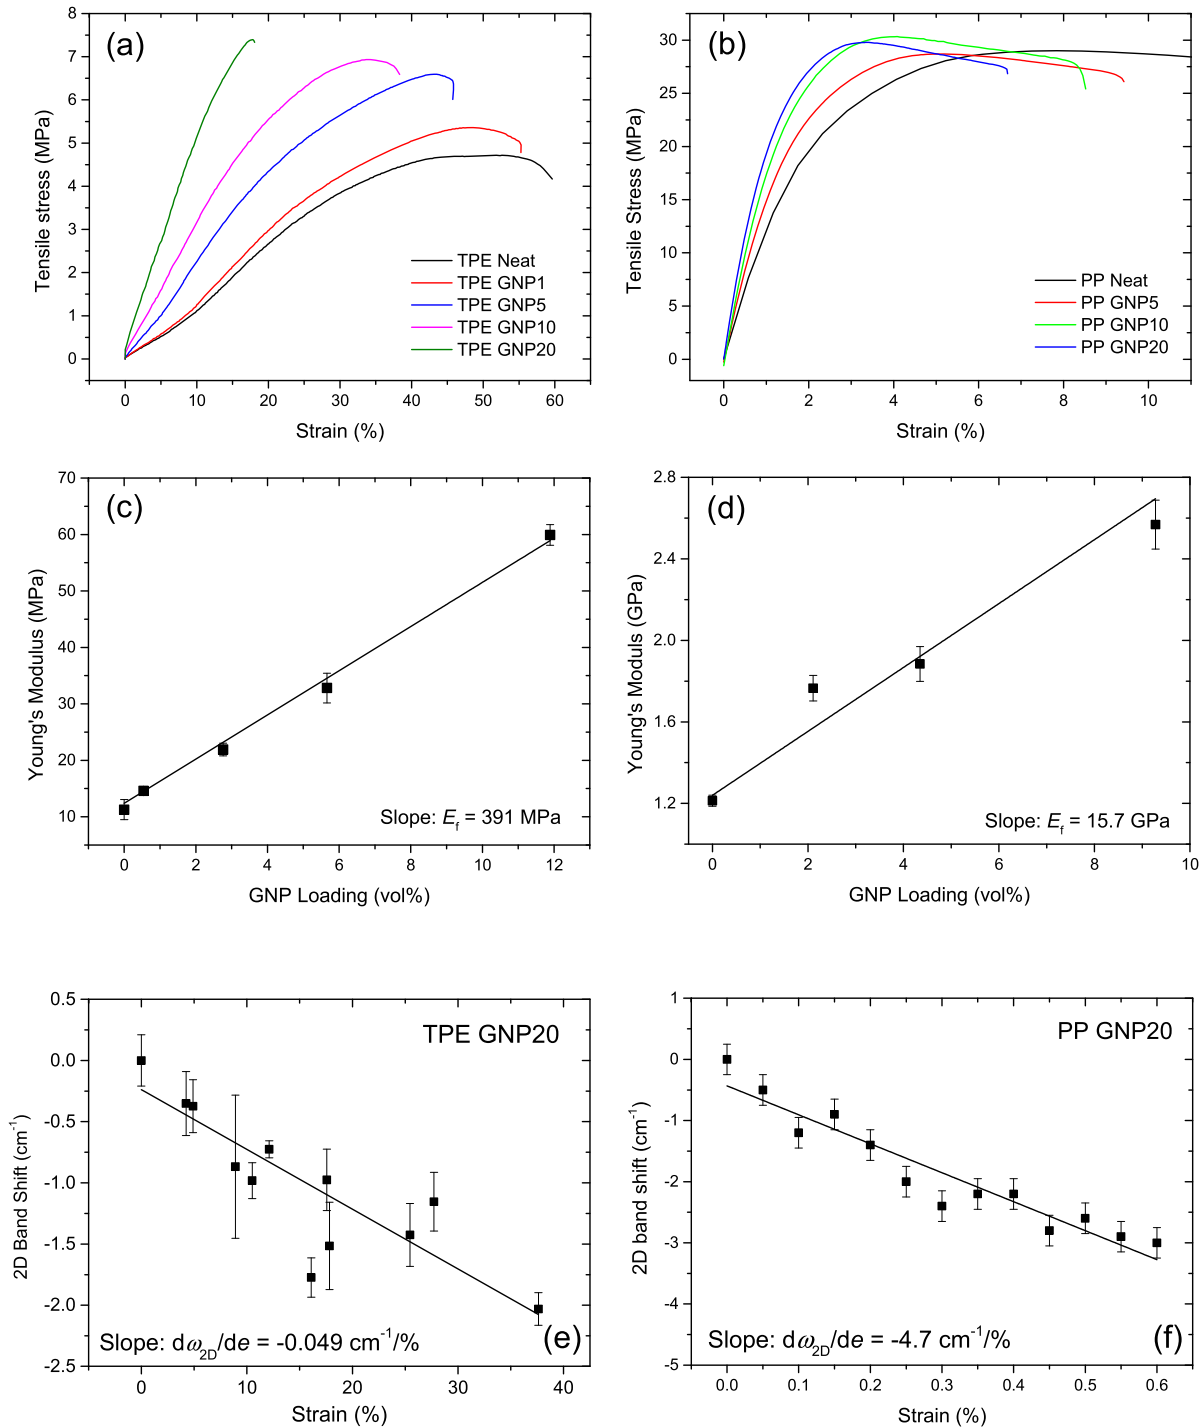 (a)
8
7
6
5
4
3
2
1
0
Tensile stress (MPa)
TPE Neat
TPE GNP1
TPE GNP5
TPE GNP10
TPE GNP20
0 10 20 30 40 50 60
Strain (%)
(b)
30
25
20
15
10
5
0
Tensile Stress (MPa)
PP Neat
PP GNP5
PP GNP10
PP GNP20
0 2 4 6 8 10
Strain (%)
(c)
70
60
50
40
30
20
10
Young's Modulus (MPa)
Slope: E_f = 391 MPa
0 2 4 6 8 10 12
GNP Loading (vol%)
(d)
2.8
2.4
2.0
1.6
1.2
Young's Moduls (GPa)
Slope: E_f = 15.7 GPa
0 2 4 6 8 10
GNP Loading (vol%)
0.5
0.0
-0.5
-1.0
-1.5
-2.0
-2.5
2D Band Shift (cm⁻¹)
TPE GNP20
Slope: dω_2D/de = -0.049 cm⁻¹/%
(e)
0 10 20 30 40
Strain (%)
1
0
-1
-2
-3
-4
-5
2D band shift (cm⁻¹)
PP GNP20
Slope: dω_2D/de = -4.7 cm⁻¹/%
(f)
0.0 0.1 0.2 0.3 0.4 0.5 0.6
Strain (%)